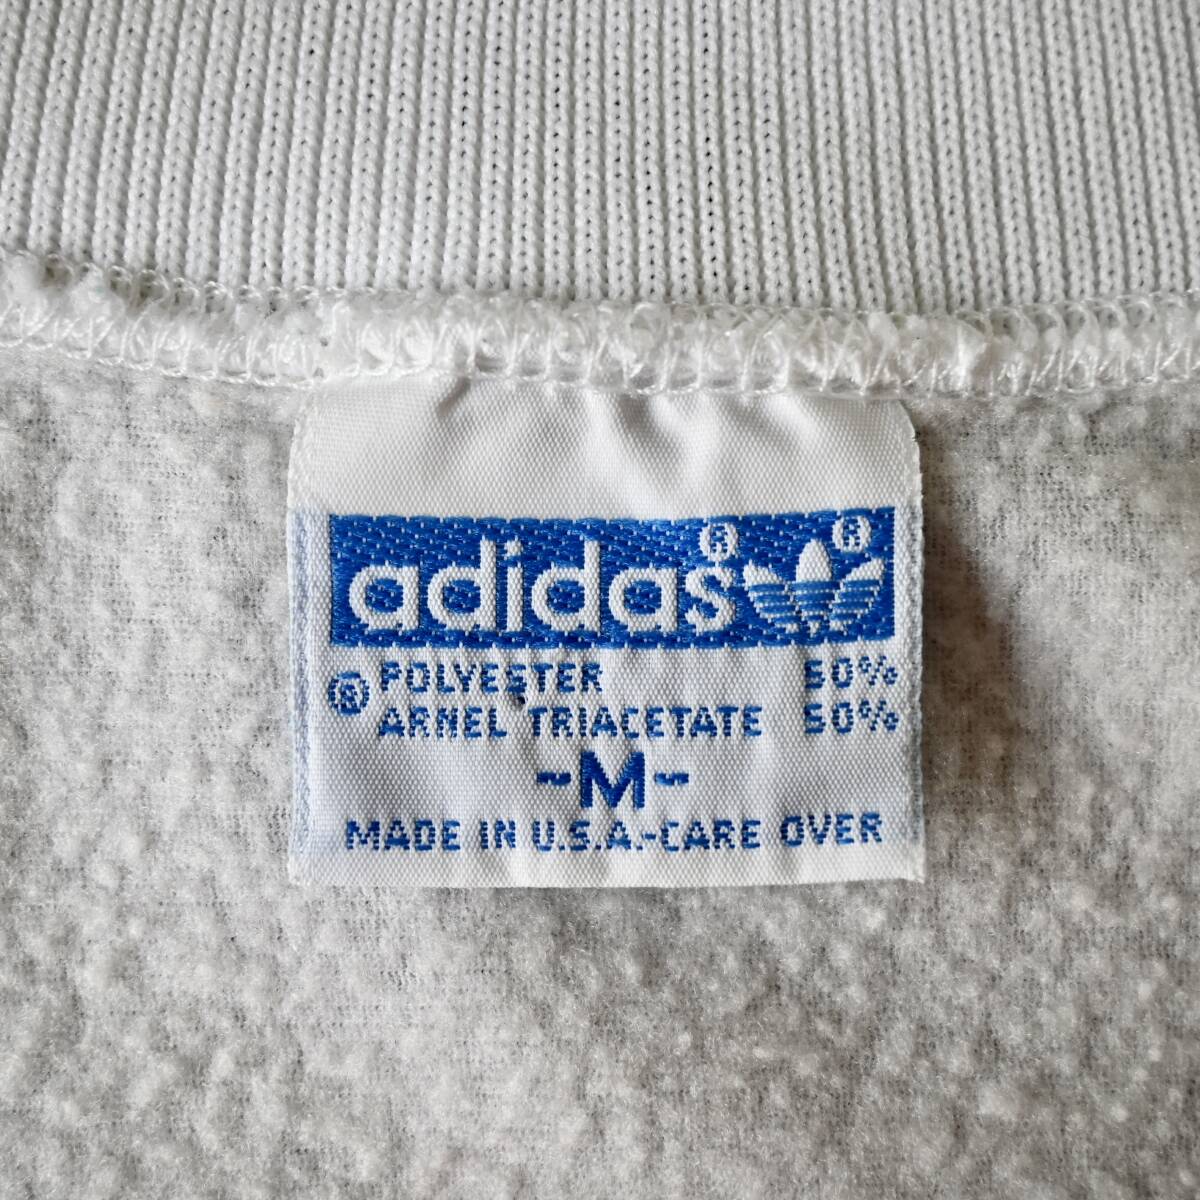 adidas®
®
POLYESTER 50%
® ARNEL TRIACETATE 50%
-M-
MADE IN U.S.A.-CARE OVER